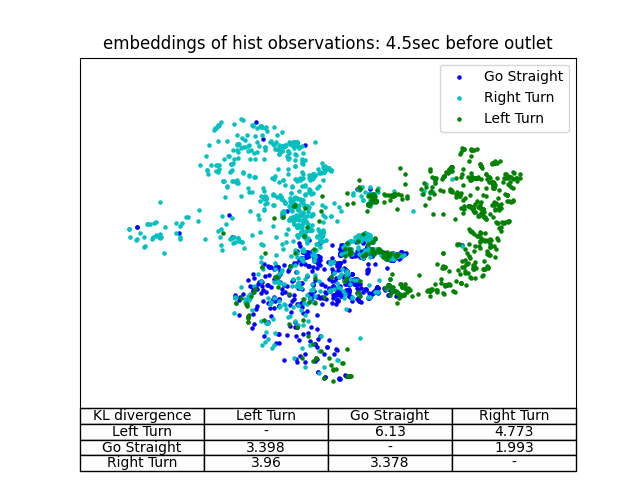 embeddings of hist observations: 4.5sec before outlet
Go Straight
Right Turn
Left Turn
KL divergence Left Turn Go Straight Right Turn
Left Turn - 6.13 4.773
Go Straight 3.398 - 1.993
Right Turn 3.96 3.378 -